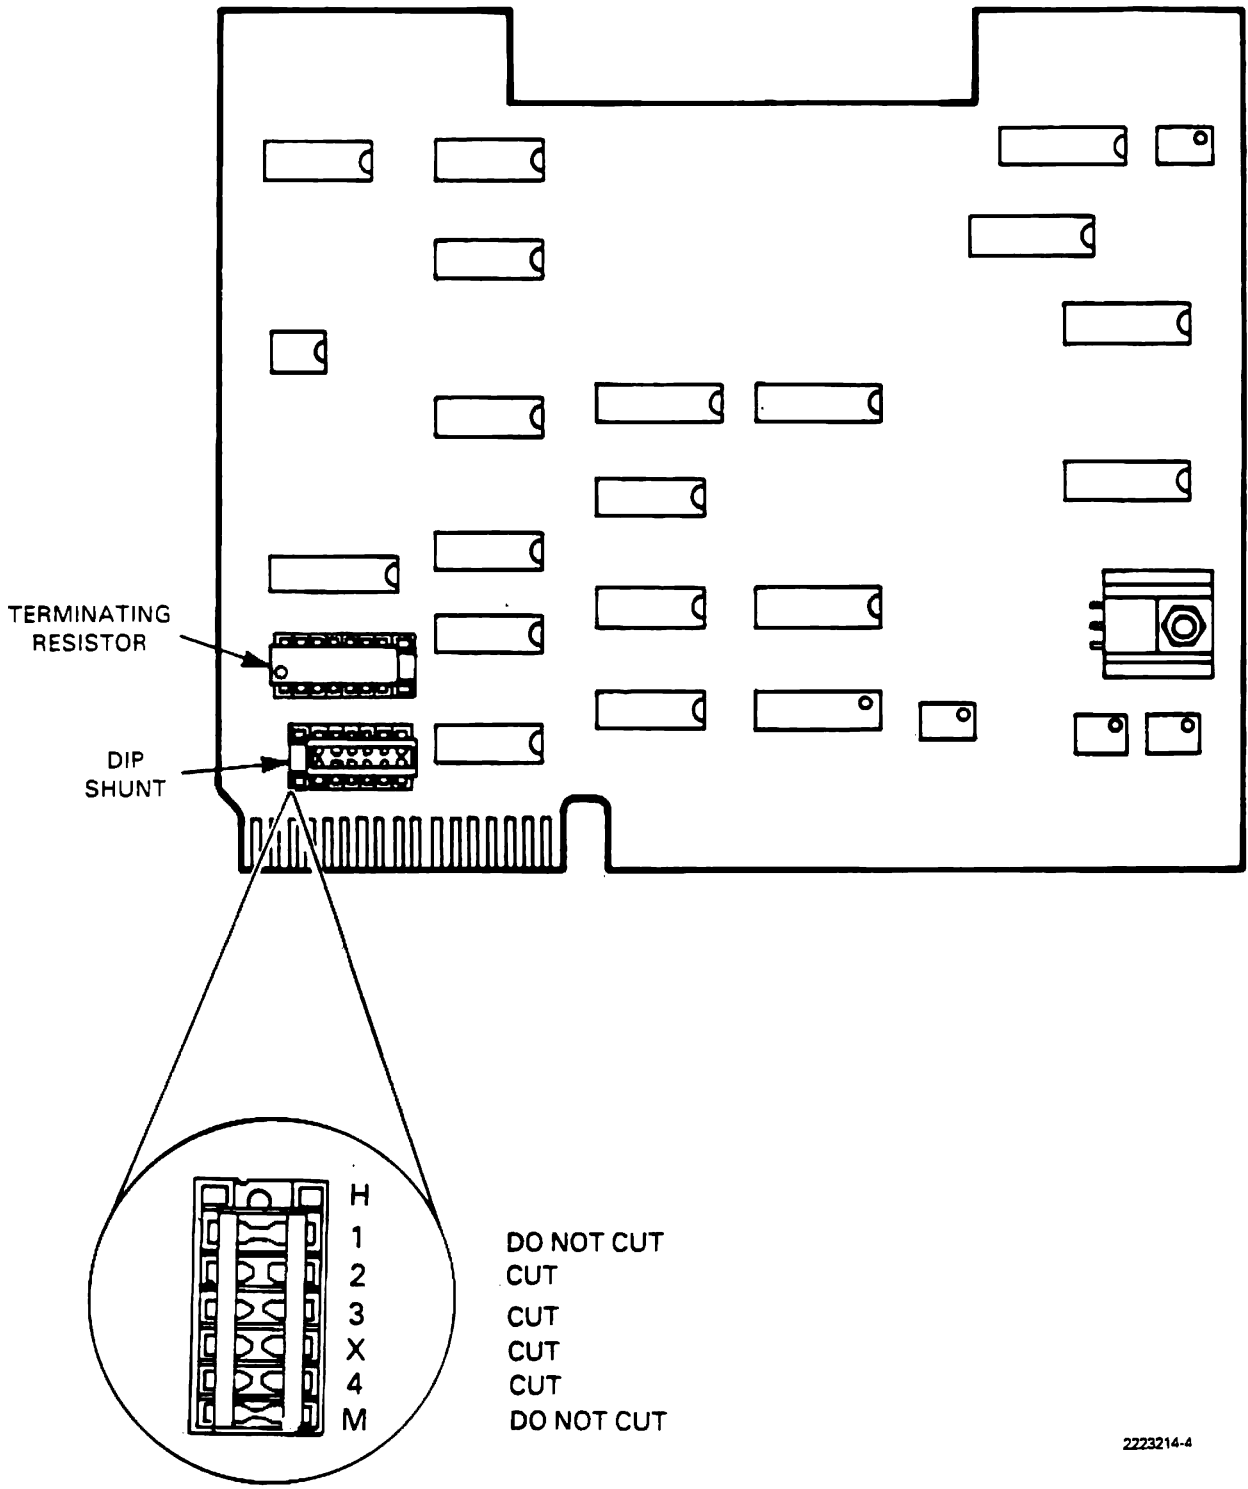 TERMINATING
RESISTOR
DIP
SHUNT
H
1 DO NOT CUT
2 CUT
3 CUT
X CUT
4 CUT
M DO NOT CUT
2223214-4